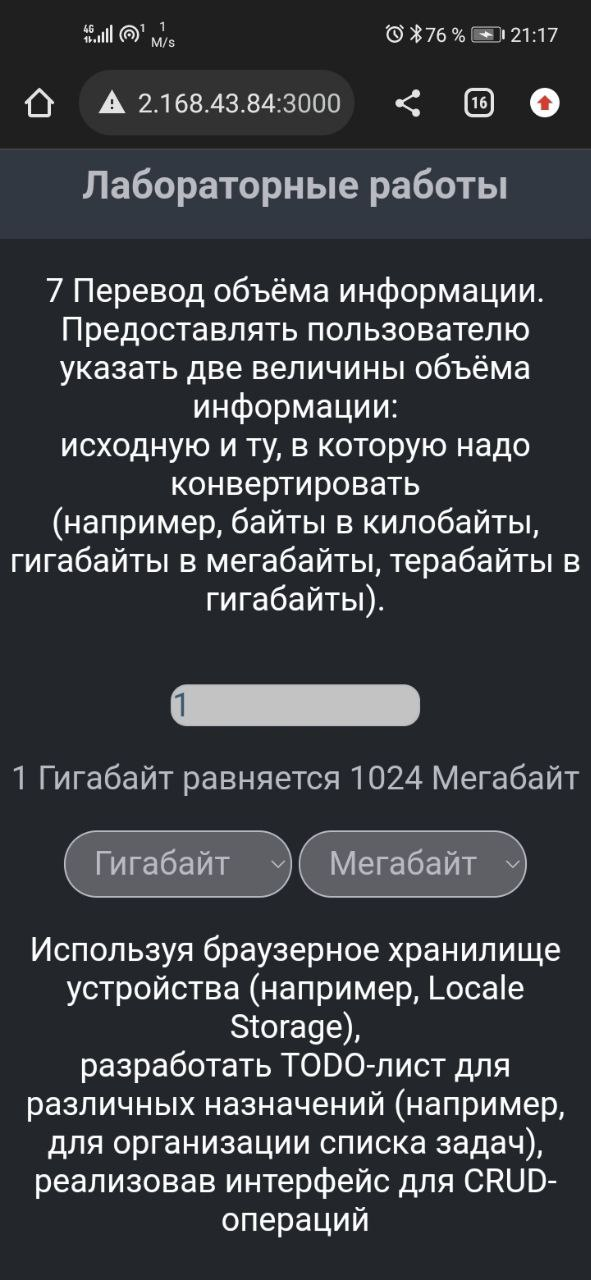 4G 1 1 M/s 76 % 21:17
2.168.43.84:3000 16
Лабораторные работы
7 Перевод объёма информации.
Предоставлять пользователю
указать две величины объёма
информации:
исходную и ту, в которую надо
конвертировать
(например, байты в килобайты,
гигабайты в мегабайты, терабайты в
гигабайты).
1
1 Гигабайт равняется 1024 Мегабайт
Гигабайт Мегабайт
Используя браузерное хранилище
устройства (например, Locale
Storage),
разработать TODO-лист для
различных назначений (например,
для организации списка задач),
реализовав интерфейс для CRUD-
операций